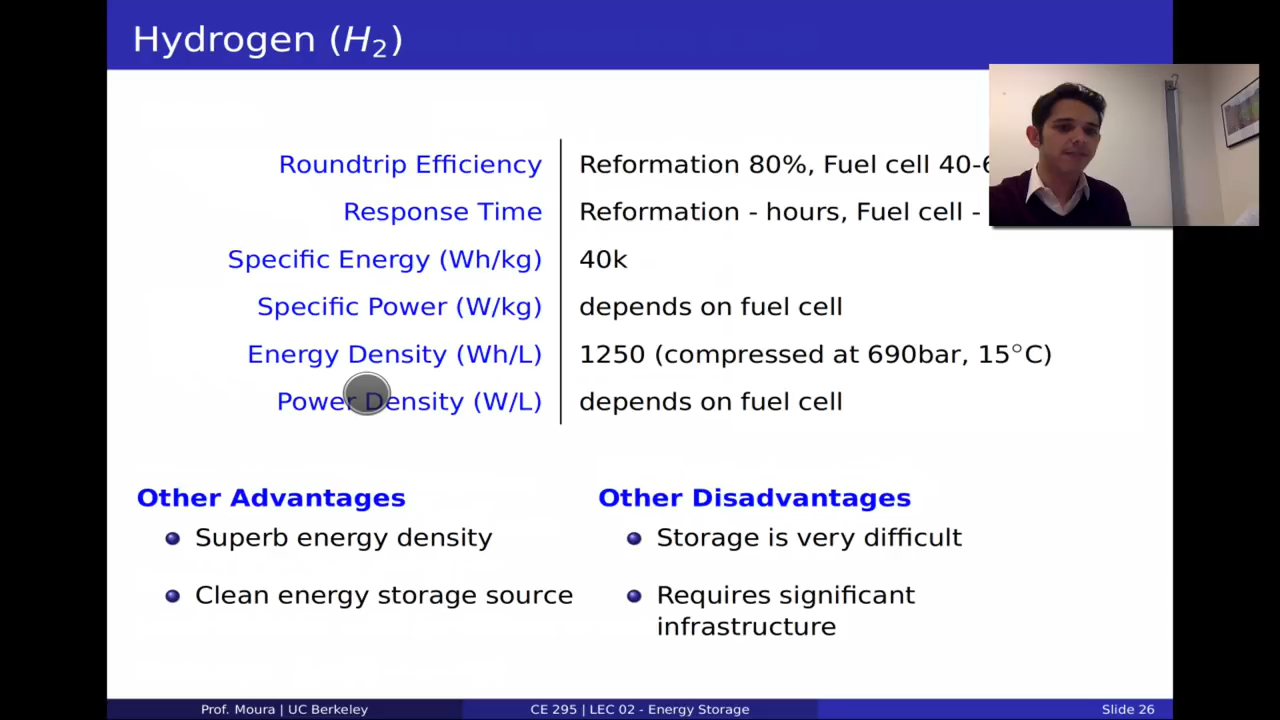 Hydrogen (H₂)
Roundtrip Efficiency Reformation 80%, Fuel cell 40-6
Response Time Reformation - hours, Fuel cell -
Specific Energy (Wh/kg) 40k
Specific Power (W/kg) depends on fuel cell
Energy Density (Wh/L) 1250 (compressed at 690bar, 15°C)
Power Density (W/L) depends on fuel cell
Other Advantages
Superb energy density
Clean energy storage source
Other Disadvantages
Storage is very difficult
Requires significant
infrastructure
Prof. Moura | UC Berkeley CE 295 | LEC 02 - Energy Storage Slide 26